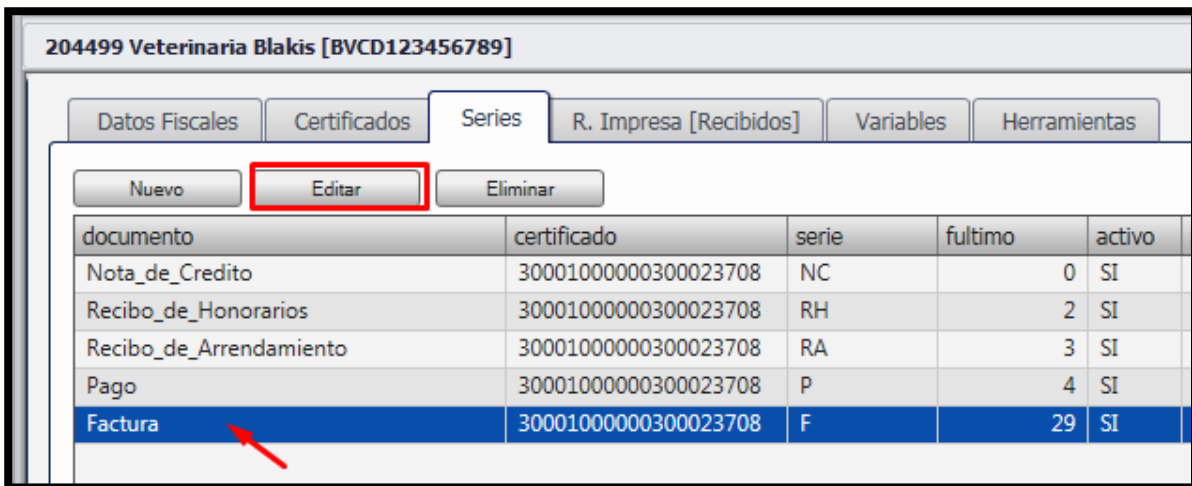 204499 Veterinaria Blakis [BVCD123456789]
Datos Fiscales Certificados Series R. Impresa [Recibidos] Variables Herramientas
Nuevo Editar Eliminar
documento certificado serie fultimo activo
Nota_de_Credito 30001000000300023708 NC 0 SI
Recibo_de_Honorarios 30001000000300023708 RH 2 SI
Recibo_de_Arrendamiento 30001000000300023708 RA 3 SI
Pago 30001000000300023708 P 4 SI
Factura 30001000000300023708 F 29 SI